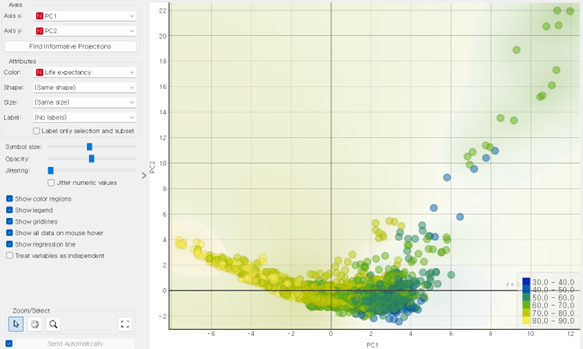 Axes
Axis x: N PC1
Axis y: N PC2
Find Informative Projections
Attributes
Color: N Life expectancy
Shape: (Same shape)
Size: (Same size)
Label: (No labels)
Label only selection and subset
Symbol size:
Opacity:
Jittering:
Jitter numeric values
Show color regions
Show legend
Show gridlines
Show all data on mouse hover
Show regression line
Treat variables as independent
Zoom/Select
Send Automatically
PC2
22
20
18
16
14
12
10
8
6
4
2
0
-2
-6
-4
-2
0
2
4
6
8
10
12
PC1
30.0 - 40.0
40.0 - 50.0
50.0 - 60.0
60.0 - 70.0
70.0 - 80.0
80.0 - 90.0